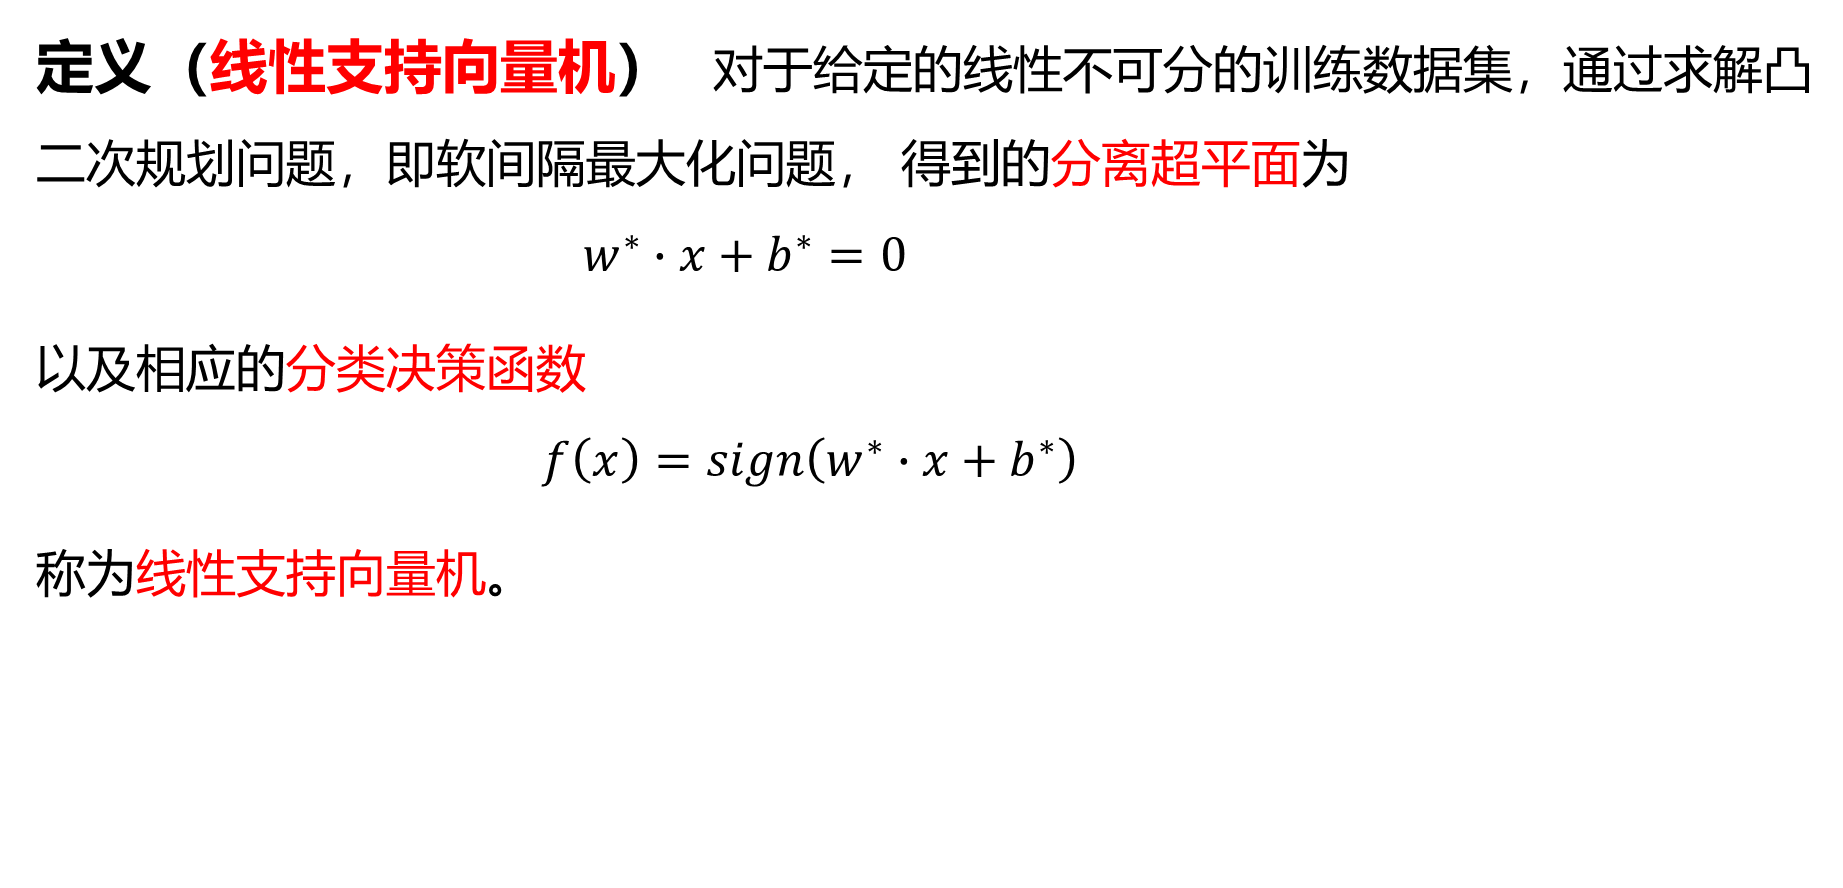 定义（线性支持向量机） 对于给定的线性不可分的训练数据集，通过求解凸
二次规划问题，即软间隔最大化问题， 得到的分离超平面为
w* · x + b* = 0
以及相应的分类决策函数
f(x) = sign(w* · x + b*)
称为线性支持向量机。